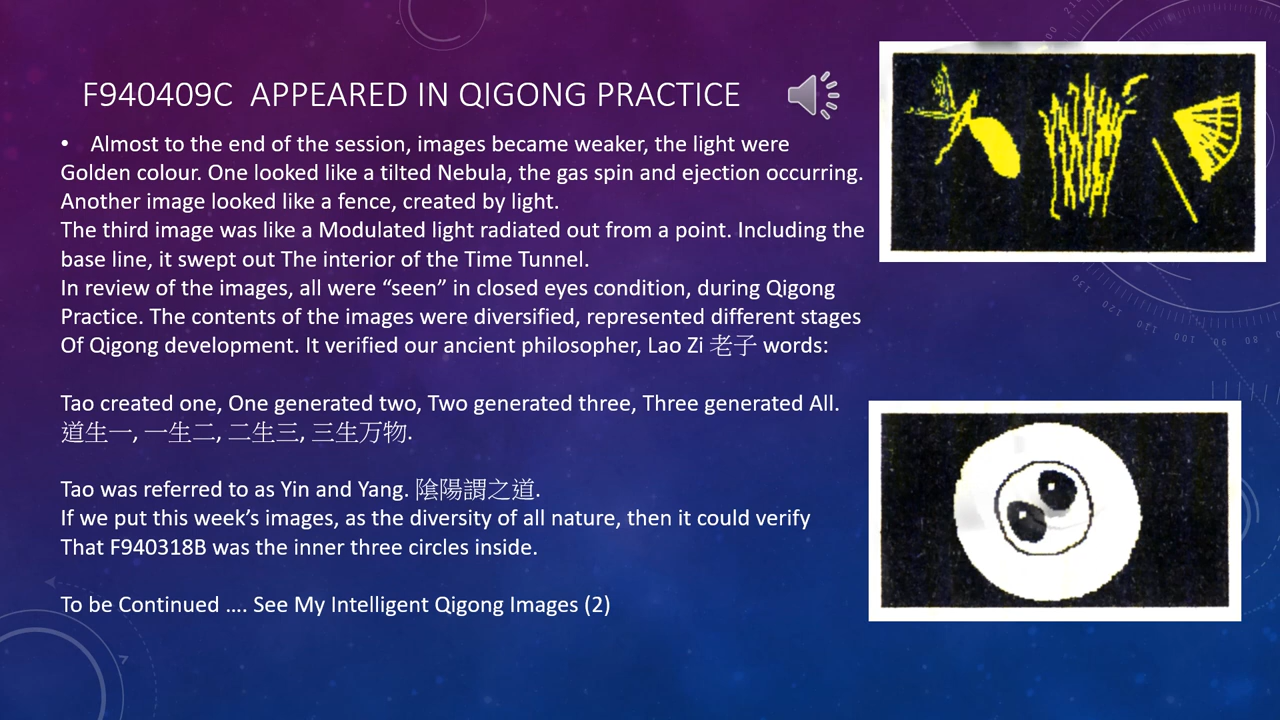 F940409C APPEARED IN QIGONG PRACTICE
• Almost to the end of the session, images became weaker, the light were
Golden colour. One looked like a tilted Nebula, the gas spin and ejection occurring.
Another image looked like a fence, created by light.
The third image was like a Modulated light radiated out from a point. Including the
base line, it swept out The interior of the Time Tunnel.
In review of the images, all were “seen” in closed eyes condition, during Qigong
Practice. The contents of the images were diversified, represented different stages
Of Qigong development. It verified our ancient philosopher, Lao Zi 老子 words:
Tao created one, One generated two, Two generated three, Three generated All.
道生一, 一生二, 二生三, 三生万物.
Tao was referred to as Yin and Yang. 陰陽謂之道.
If we put this week’s images, as the diversity of all nature, then it could verify
That F940318B was the inner three circles inside.
To be Continued .... See My Intelligent Qigong Images (2)